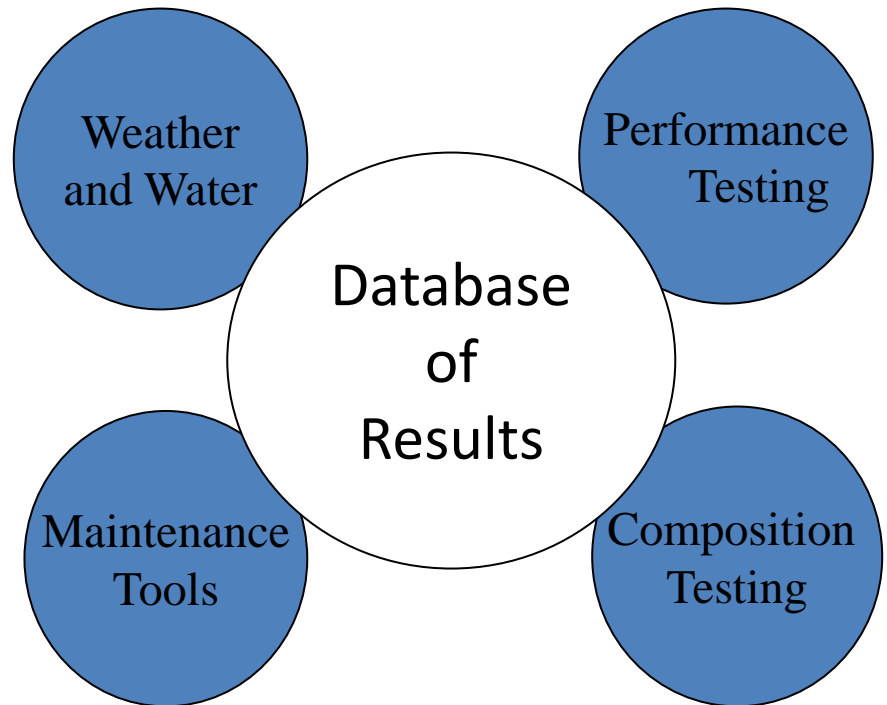 Weather
and Water
Performance
Testing
Database
of
Results
Maintenance
Tools
Composition
Testing